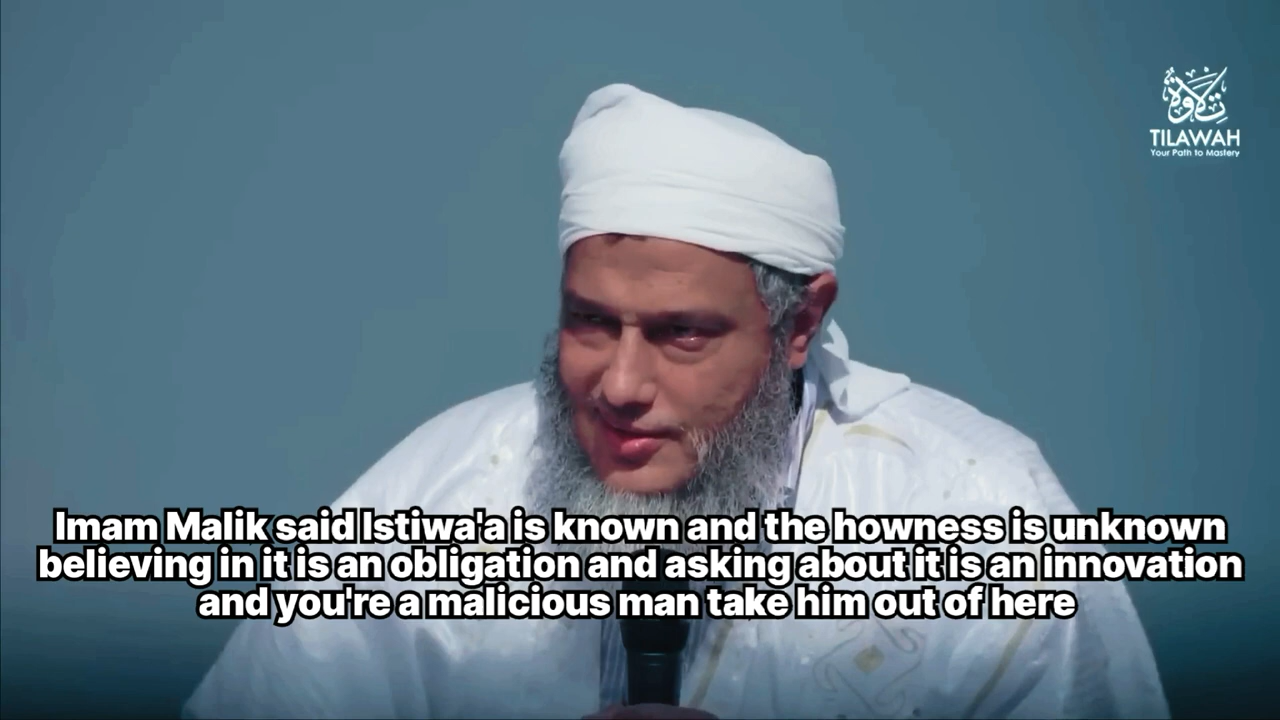 تلاوة
TILAWAH
Your Path to Mastery
Imam Malik said Istiwa'a is known and the howness is unknown
believing in it is an obligation and asking about it is an innovation
and you're a malicious man take him out of here